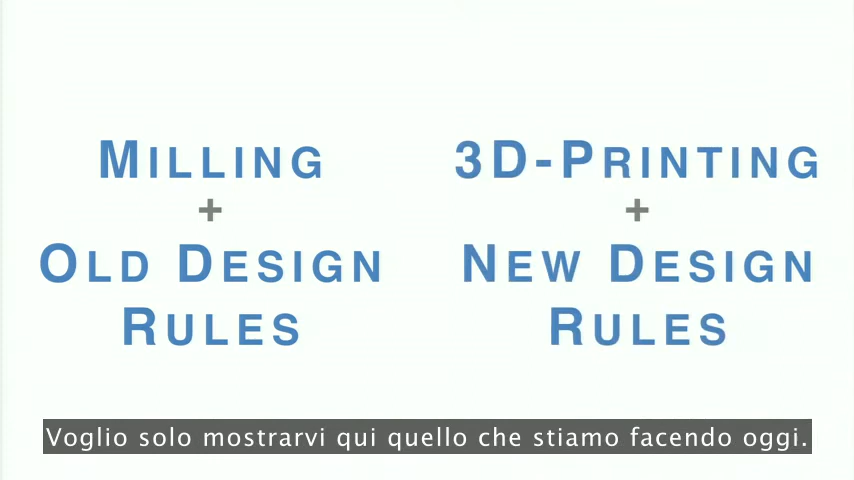 MILLING
+
OLD DESIGN
RULES
3D-PRINTING
+
NEW DESIGN
RULES
Voglio solo mostrarvi qui quello che stiamo facendo oggi.